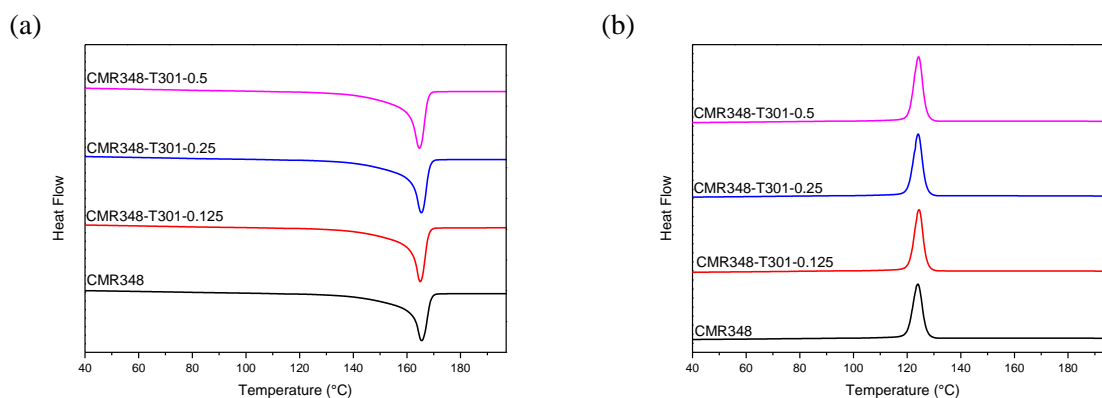 (a)
CMR348-T301-0.5
CMR348-T301-0.25
CMR348-T301-0.125
CMR348
Heat Flow
40 60 80 100 120 140 160 180
Temperature (°C)
(b)
CMR348-T301-0.5
CMR348-T301-0.25
CMR348-T301-0.125
CMR348
Heat Flow
40 60 80 100 120 140 160 180
Temperature (°C)